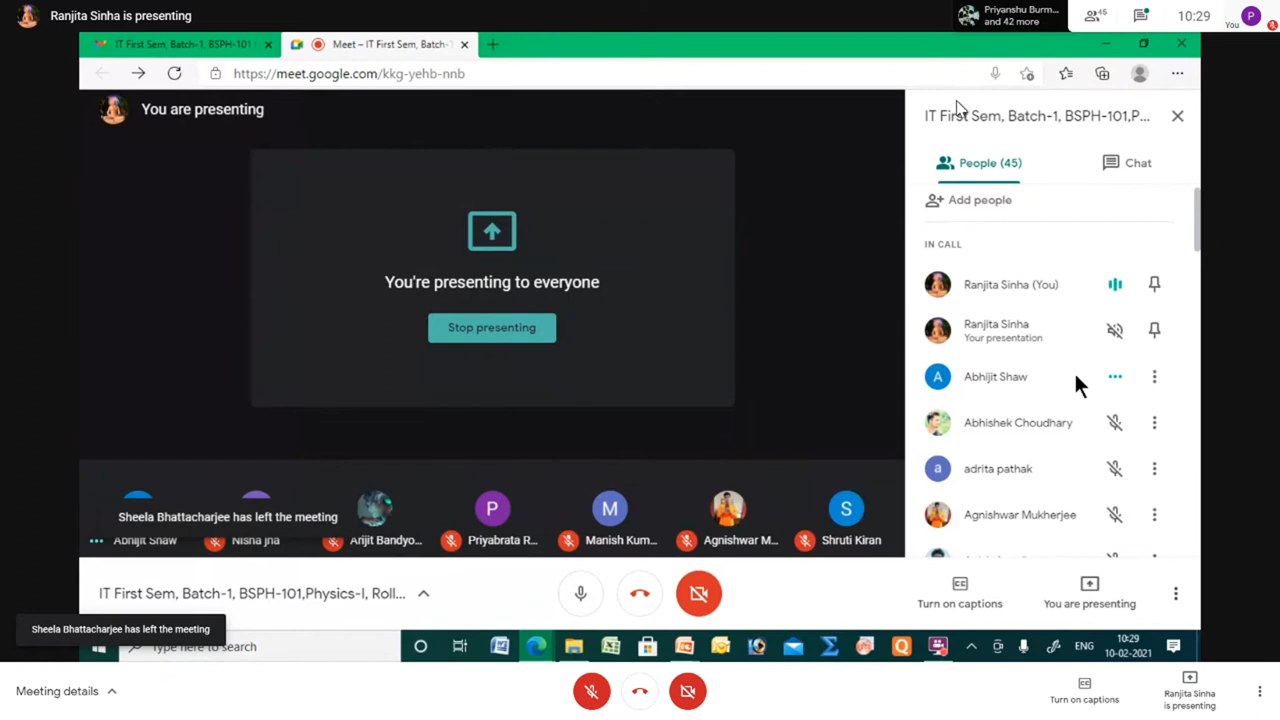 Ranjita Sinha is presenting
Priyanshu Burm...
and 42 more
45
10:29
You
P
IT First Sem, Batch-1, BSPH-101
Meet – IT First Sem, Batch-
https://meet.google.com/kkg-yehb-nnb
You are presenting
IT First Sem, Batch-1, BSPH-101,P...
People (45)
Chat
Add people
IN CALL
Ranjita Sinha (You)
Ranjita Sinha
Your presentation
A
Abhijit Shaw
Abhishek Choudhary
a
adrita pathak
Agnishwar Mukherjee
You're presenting to everyone
Stop presenting
P
M
S
Sheela Bhattacharjee has left the meeting
Abhijit Shaw
Nisha jha
Arijit Bandyo...
Priyabrata R...
Manish Kum...
Agnishwar M...
Shruti Kiran
IT First Sem, Batch-1, BSPH-101,Physics-I, Roll...
Turn on captions
You are presenting
Sheela Bhattacharjee has left the meeting
Type here to search
ENG
10:29
10-02-2021
Meeting details
Turn on captions
Ranjita Sinha
is presenting